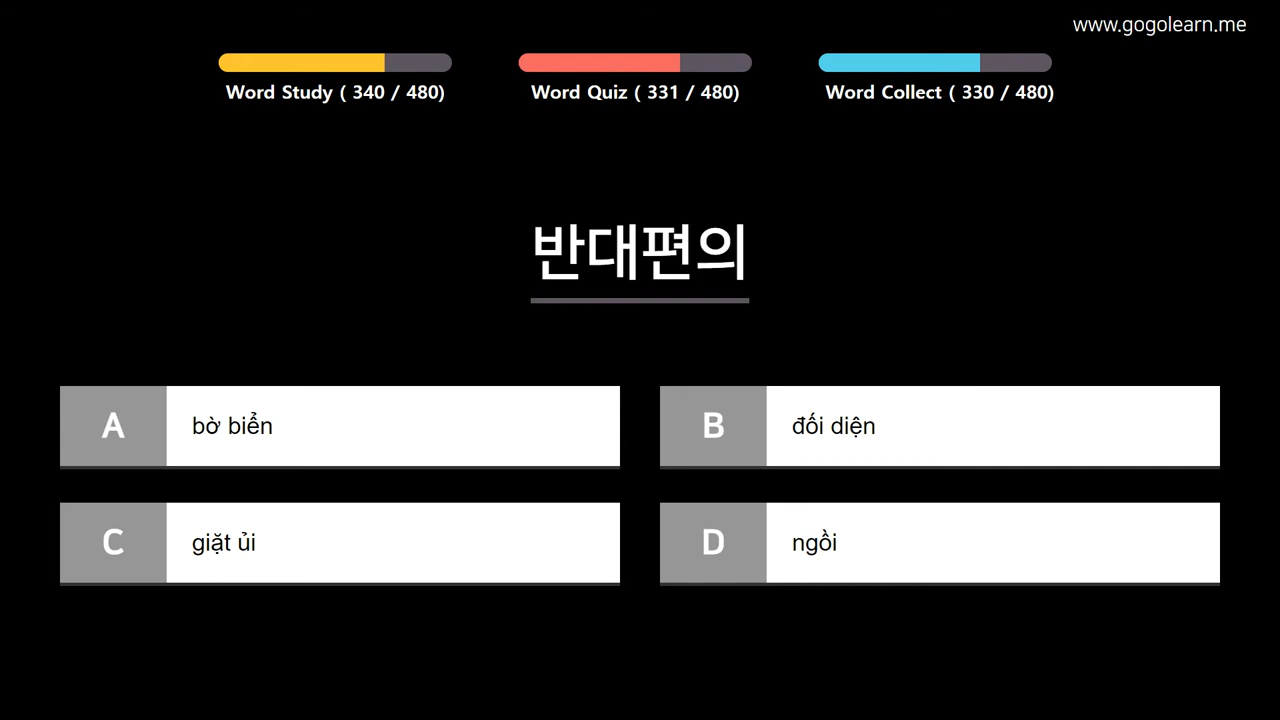 www.gogolearn.me
Word Study ( 340 / 480)
Word Quiz ( 331 / 480)
Word Collect ( 330 / 480)
반대편의
A bờ biển
B đối diện
C giặt ủi
D ngồi